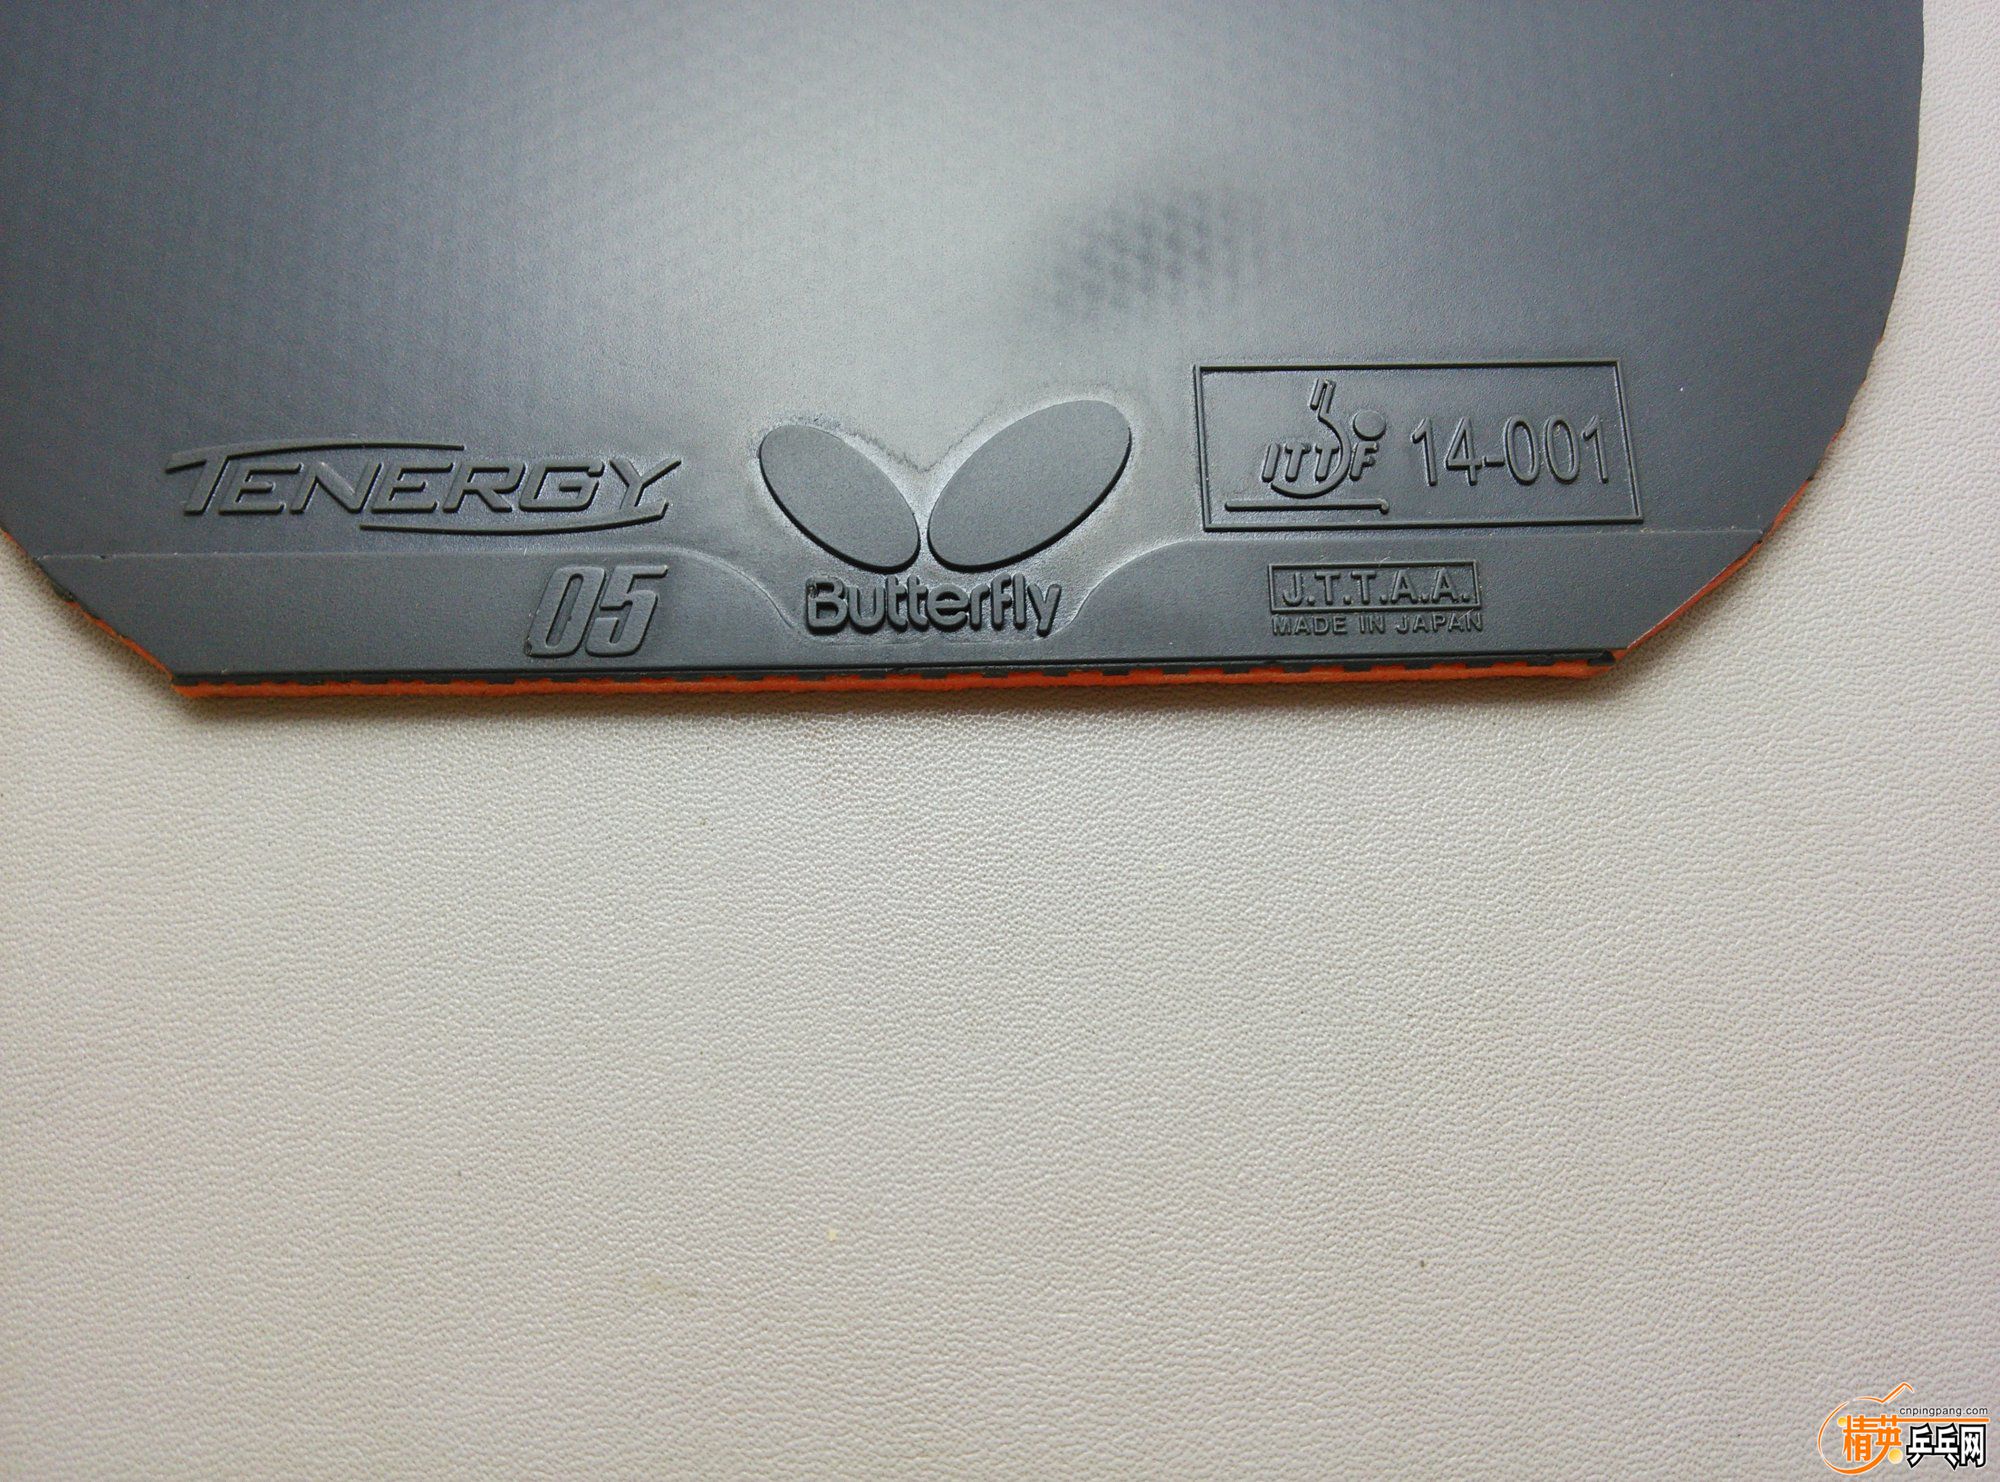 TENERGY
05
Butterfly
ITTF 14-001
J.T.T.A.A.
MADE IN JAPAN
cnpingpang.com
精英乒乓网